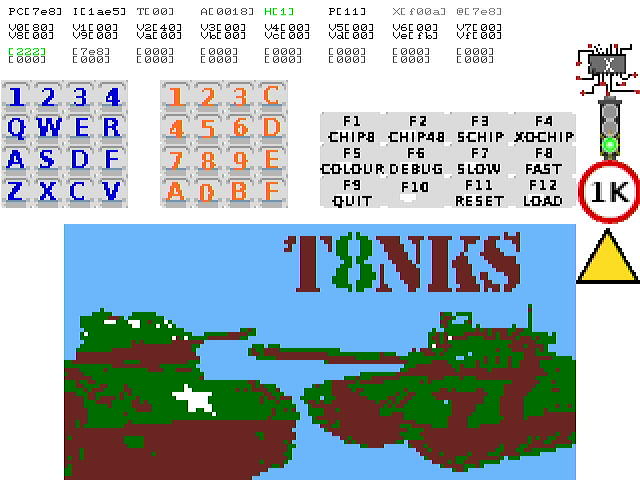 PC[7e8] I[1ae5] T[00] A[0018] H[1] P[11] X[f00a] @[7e8]
V0[80] V1[00] V2[40] V3[00] V4[00] V5[00] V6[00] V7[00]
V8[00] V9[00] Va[00] Vb[00] Vc[00] Vd[00] Ve[fb] Vf[00]
[222] [7e8] [000] [000] [000] [000] [000] [000]
[000] [000] [000] [000] [000] [000] [000] [000]
X
1 2 3 4
Q W E R
A S D F
Z X C V
1 2 3 C
4 5 6 D
7 8 9 E
A 0 B F
F1 F2 F3 F4
CHIP8 CHIP48 SCHIP XOCHIP
F5 F6 F7 F8
COLOUR DEBUG SLOW FAST
F9 F10 F11 F12
QUIT RESET LOAD
1K
T8NKS